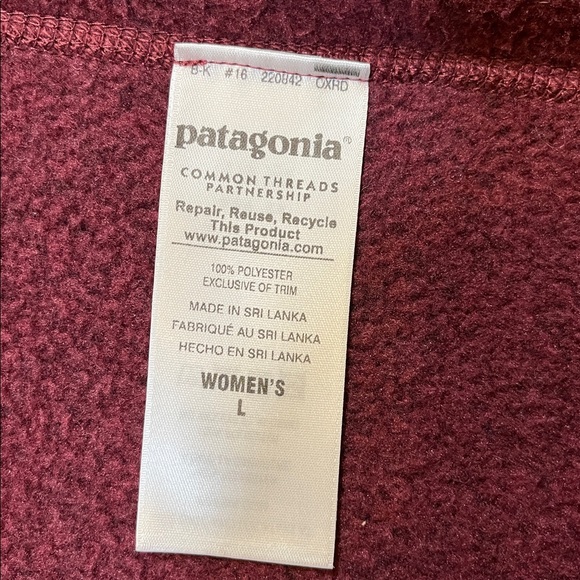 B-K #16 220842 OXRD
patagonia®
COMMON THREADS
PARTNERSHIP
Repair, Reuse, Recycle
This Product
www.patagonia.com
100% POLYESTER
EXCLUSIVE OF TRIM
MADE IN SRI LANKA
FABRIQUÉ AU SRI LANKA
HECHO EN SRI LANKA
WOMEN'S
L